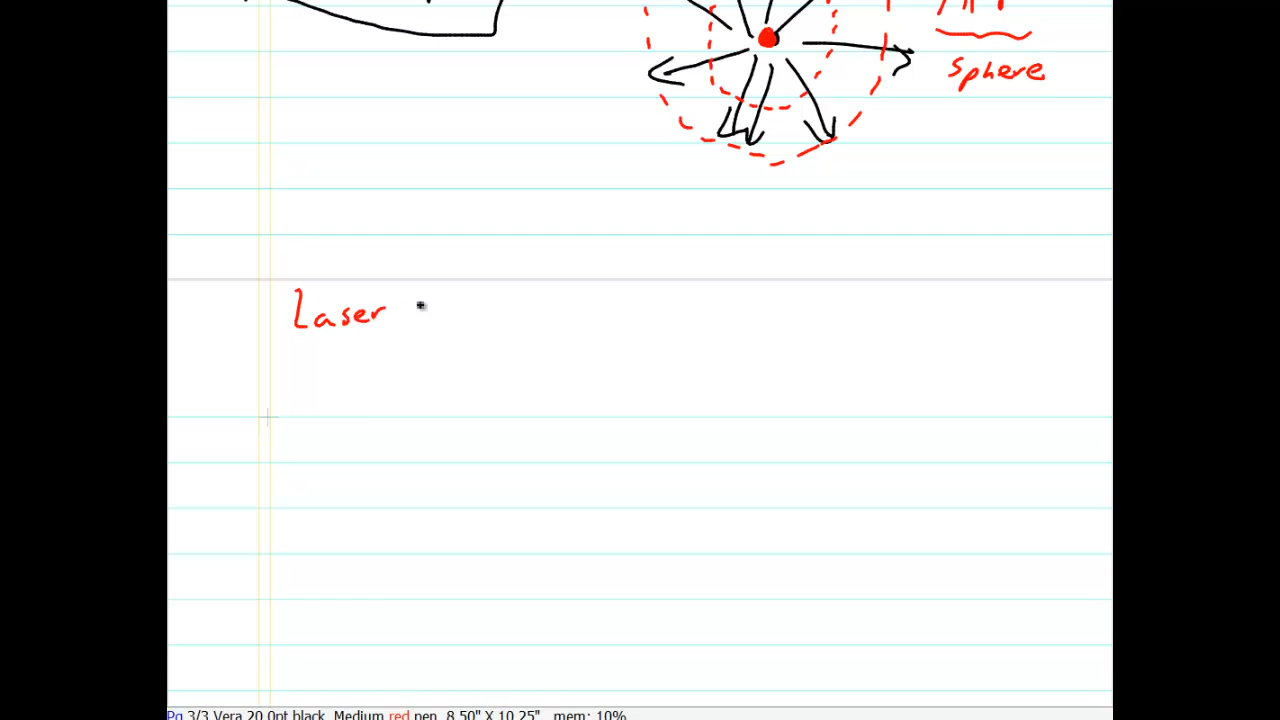 sphere
Laser
Pg 3/3 Vera 20.0pt black, Medium red pen, 8.50" X 10.25" mem: 10%